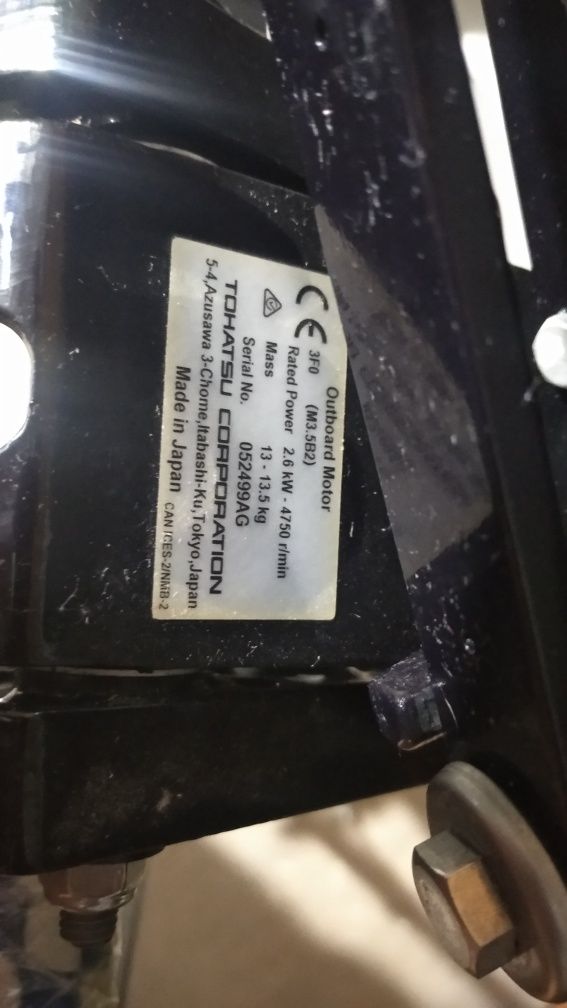 Outboard Motor
CE 3F0 (M3.5B2)
Rated Power 2.6 kW - 4750 r/min
Mass 13 - 13.5 kg
Serial No. 052499AG
TOHATSU CORPORATION
5-4,Azusawa 3-Chome,Itabashi-Ku,Tokyo,Japan
Made in Japan CAN ICES-2/NMB-2